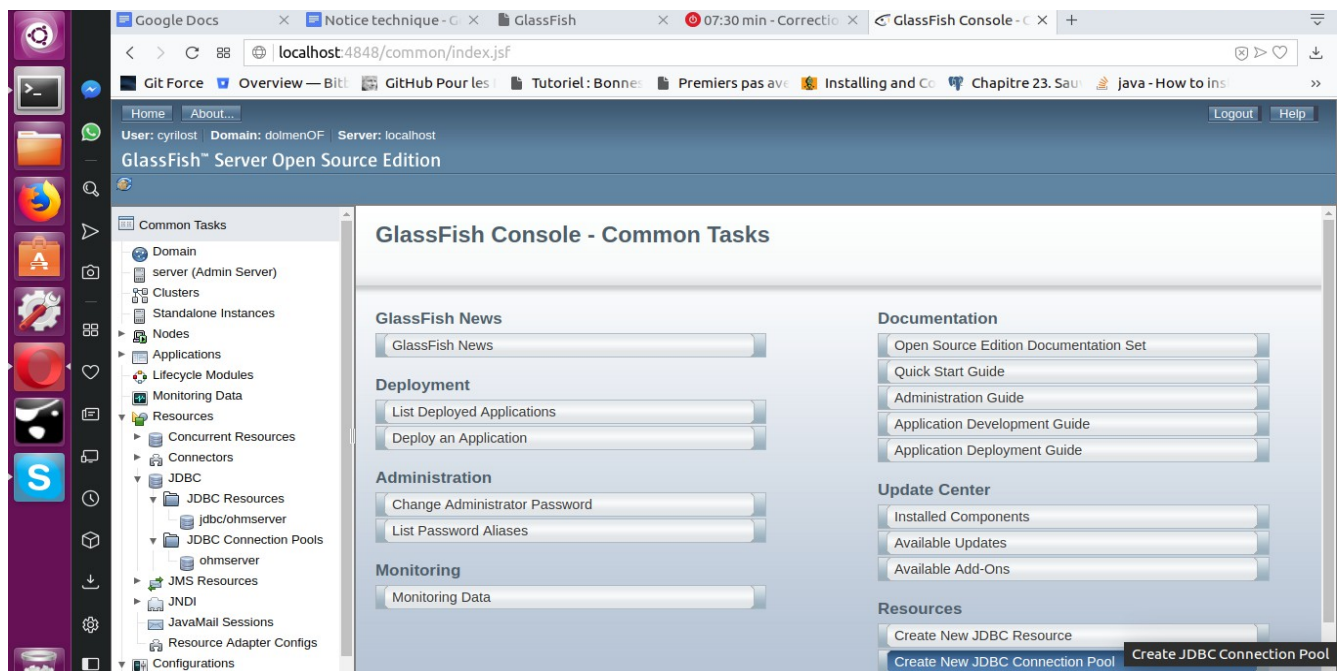 Google Docs
Notice technique - G
GlassFish
07:30 min - Correctio
GlassFish Console - C
localhost:4848/common/index.jsf
Git Force
Overview — Bitb
GitHub Pour les
Tutoriel : Bonnes
Premiers pas ave
Installing and Co
Chapitre 23. Sau
java - How to ins
Home About... Logout Help
User: cyrilost Domain: dolmenOF Server: localhost
GlassFish™ Server Open Source Edition
Common Tasks
Domain
server (Admin Server)
Clusters
Standalone Instances
Nodes
Applications
Lifecycle Modules
Monitoring Data
Resources
Concurrent Resources
Connectors
JDBC
JDBC Resources
jdbc/ohmserver
JDBC Connection Pools
ohmserver
JMS Resources
JNDI
JavaMail Sessions
Resource Adapter Configs
Configurations
GlassFish Console - Common Tasks
GlassFish News
GlassFish News
Deployment
List Deployed Applications
Deploy an Application
Administration
Change Administrator Password
List Password Aliases
Monitoring
Monitoring Data
Documentation
Open Source Edition Documentation Set
Quick Start Guide
Administration Guide
Application Development Guide
Application Deployment Guide
Update Center
Installed Components
Available Updates
Available Add-Ons
Resources
Create New JDBC Resource
Create New JDBC Connection Pool
Create JDBC Connection Pool